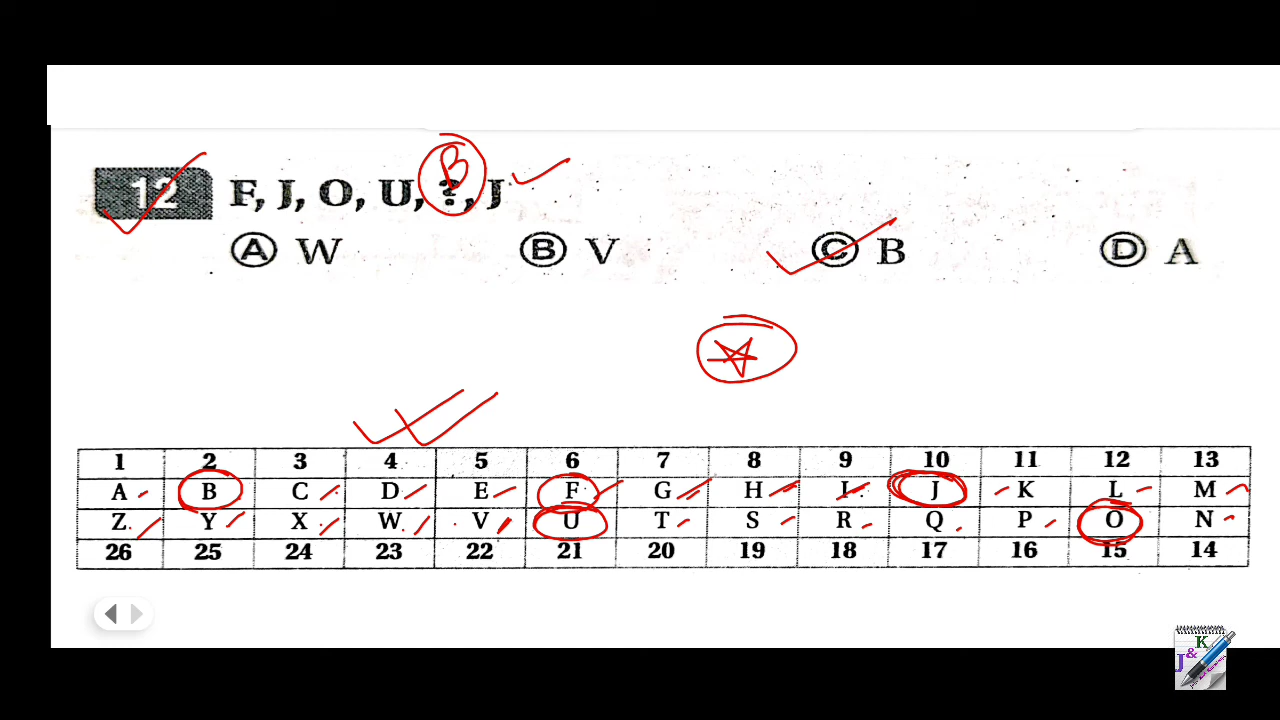 B
12 F, J, O, U, ?, J
A W B V C B D A
1 2 3 4 5 6 7 8 9 10 11 12 13
A B C D E F G H I J K L M
Z Y X W V U T S R Q P O N
26 25 24 23 22 21 20 19 18 17 16 15 14
J & K